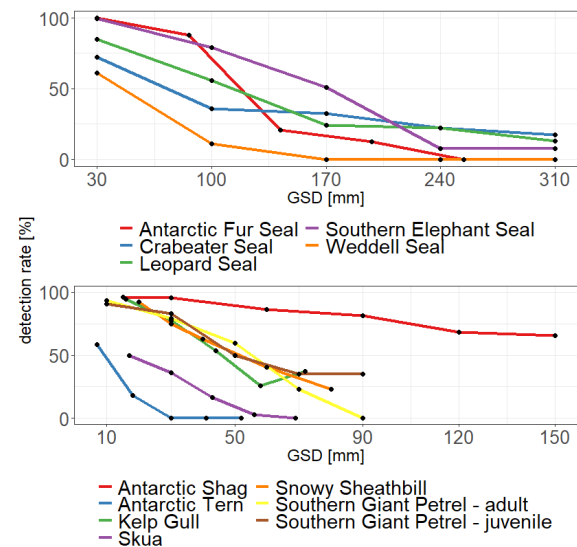 100
50
0
30 100 170 240 310
GSD [mm]
Antarctic Fur Seal Southern Elephant Seal
Crabeater Seal Weddell Seal
Leopard Seal
detection rate [%]
100
50
0
10 50 90 120 150
GSD [mm]
Antarctic Shag Snowy Sheathbill
Antarctic Tern Southern Giant Petrel - adult
Kelp Gull Southern Giant Petrel - juvenile
Skua